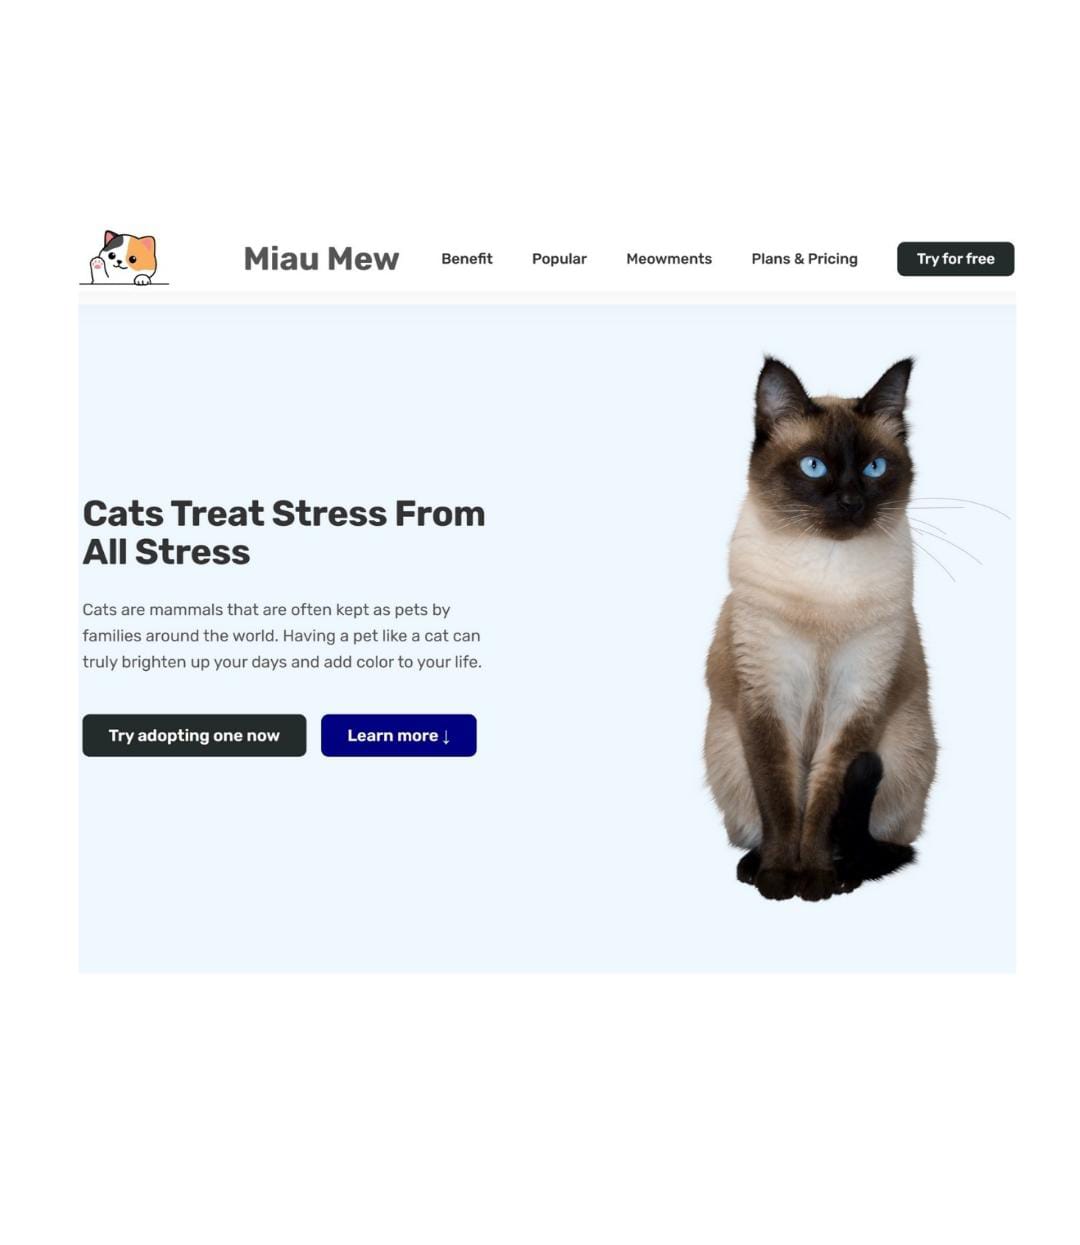 Miau Mew
Benefit
Popular
Meowments
Plans & Pricing
Try for free
Cats Treat Stress From
All Stress
Cats are mammals that are often kept as pets by
families around the world. Having a pet like a cat can
truly brighten up your days and add color to your life.
Try adopting one now
Learn more ↓